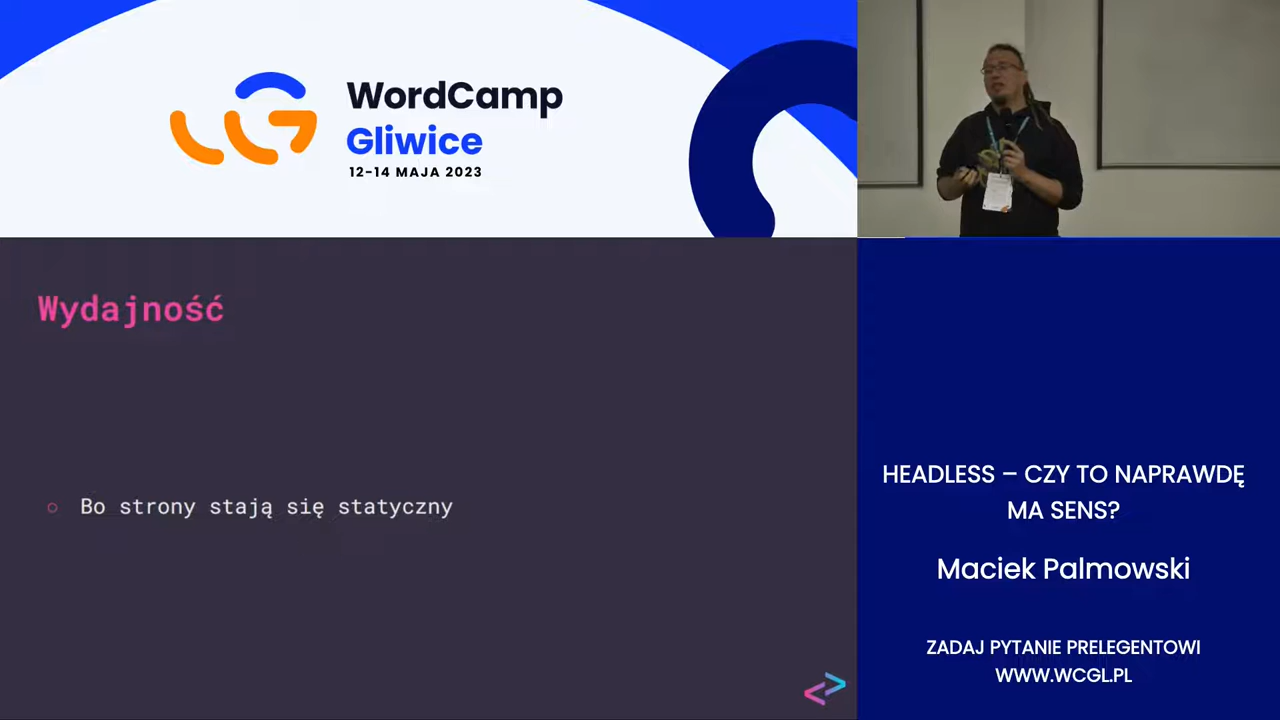 WordCamp
Gliwice
12-14 MAJA 2023
Wydajność
Bo strony stają się statyczny
HEADLESS – CZY TO NAPRAWDĘ
MA SENS?
Maciek Palmowski
ZADAJ PYTANIE PRELEGENTOWI
WWW.WCGL.PL